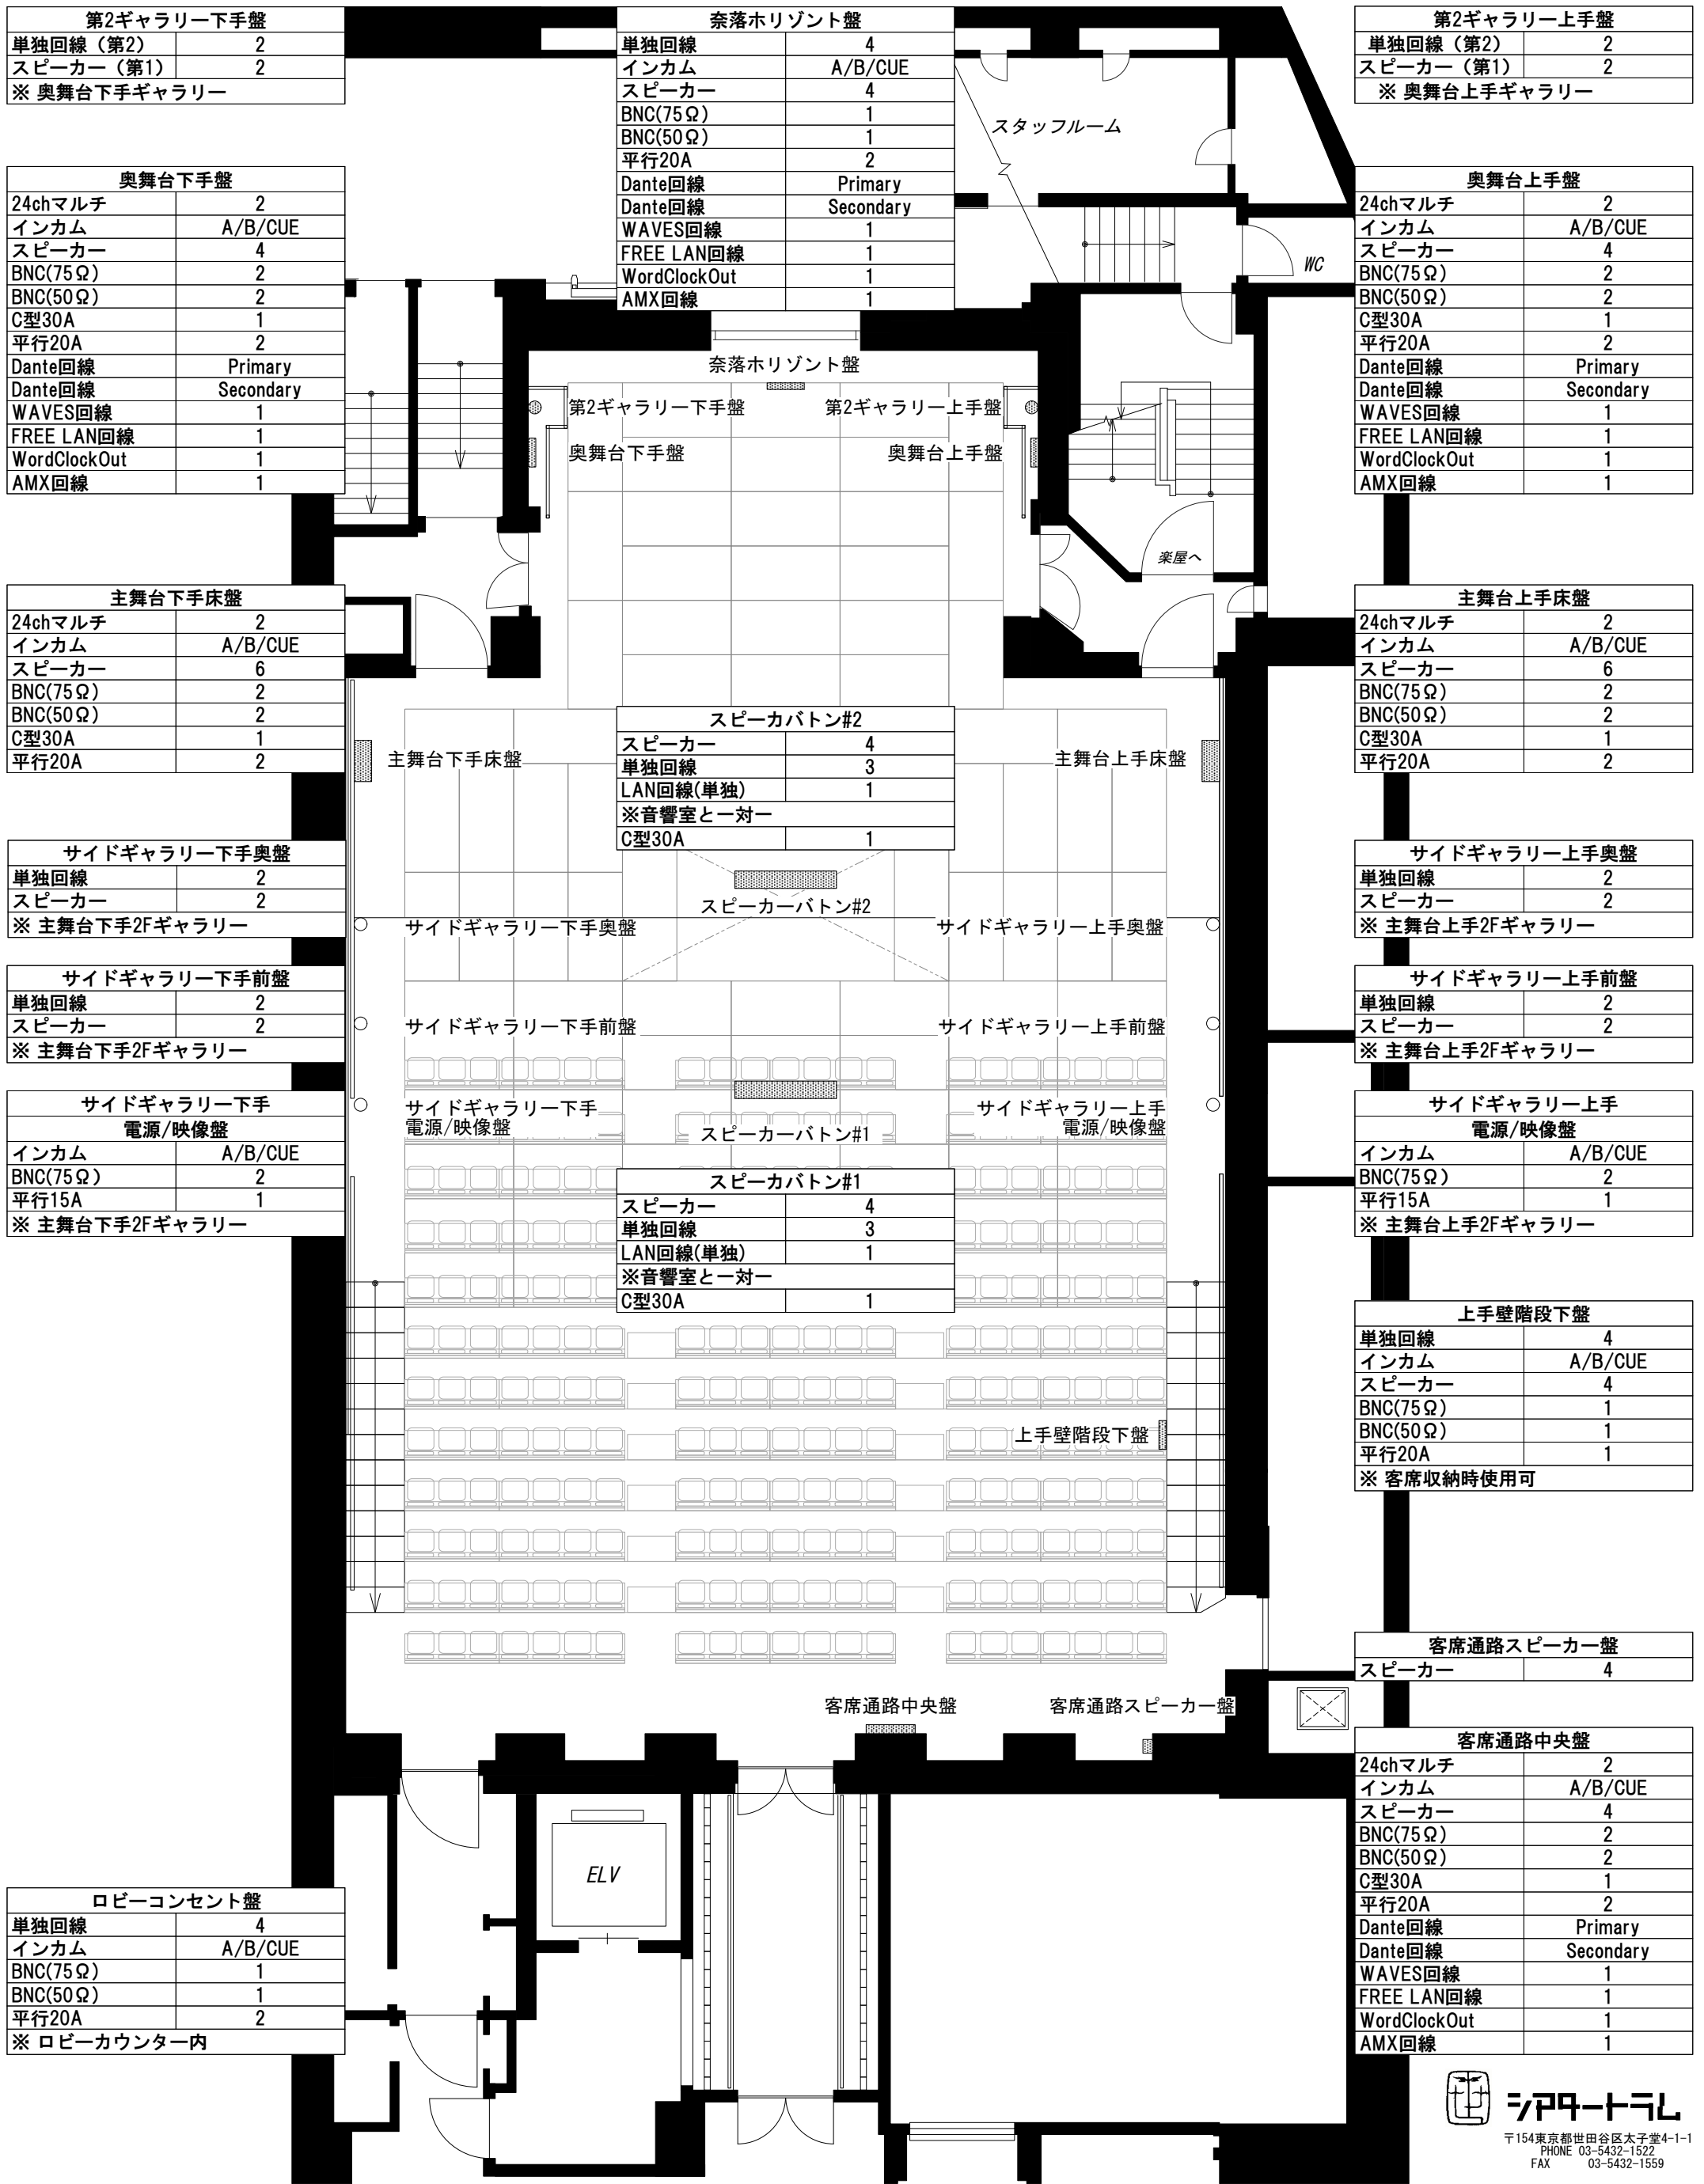 第2ギャラリー下手盤
単独回線（第2） 2
スピーカー（第1） 2
※ 奥舞台下手ギャラリー
奈落ホリゾント盤
単独回線 4
インカム A/B/CUE
スピーカー 4
BNC(75Ω) 1
BNC(50Ω) 1
平行20A 2
Dante回線 Primary
Dante回線 Secondary
WAVES回線 1
FREE LAN回線 1
WordClockOut 1
AMX回線 1
第2ギャラリー上手盤
単独回線（第2） 2
スピーカー（第1） 2
※ 奥舞台上手ギャラリー
スタッフルーム
WC
奥舞台下手盤
24chマルチ 2
インカム A/B/CUE
スピーカー 4
BNC(75Ω) 2
BNC(50Ω) 2
C型30A 1
平行20A 2
Dante回線 Primary
Dante回線 Secondary
WAVES回線 1
FREE LAN回線 1
WordClockOut 1
AMX回線 1
奥舞台上手盤
24chマルチ 2
インカム A/B/CUE
スピーカー 4
BNC(75Ω) 2
BNC(50Ω) 2
C型30A 1
平行20A 2
Dante回線 Primary
Dante回線 Secondary
WAVES回線 1
FREE LAN回線 1
WordClockOut 1
AMX回線 1
奈落ホリゾント盤
第2ギャラリー下手盤
第2ギャラリー上手盤
奥舞台下手盤
奥舞台上手盤
楽屋へ
主舞台下手床盤
24chマルチ 2
インカム A/B/CUE
スピーカー 6
BNC(75Ω) 2
BNC(50Ω) 2
C型30A 1
平行20A 2
主舞台上手床盤
24chマルチ 2
インカム A/B/CUE
スピーカー 6
BNC(75Ω) 2
BNC(50Ω) 2
C型30A 1
平行20A 2
主舞台下手床盤
主舞台上手床盤
スピーカバトン#2
スピーカー 4
単独回線 3
LAN回線(単独) 1
※音響室と一対一
C型30A 1
スピーカーバトン#2
サイドギャラリー下手奥盤
単独回線 2
スピーカー 2
※ 主舞台下手2Fギャラリー
サイドギャラリー上手奥盤
単独回線 2
スピーカー 2
※ 主舞台上手2Fギャラリー
サイドギャラリー下手奥盤
サイドギャラリー上手奥盤
サイドギャラリー下手前盤
単独回線 2
スピーカー 2
※ 主舞台下手2Fギャラリー
サイドギャラリー上手前盤
単独回線 2
スピーカー 2
※ 主舞台上手2Fギャラリー
サイドギャラリー下手前盤
サイドギャラリー上手前盤
サイドギャラリー下手
電源/映像盤
インカム A/B/CUE
BNC(75Ω) 2
平行15A 1
※ 主舞台下手2Fギャラリー
サイドギャラリー上手
電源/映像盤
インカム A/B/CUE
BNC(75Ω) 2
平行15A 1
※ 主舞台上手2Fギャラリー
サイドギャラリー下手
電源/映像盤
サイドギャラリー上手
電源/映像盤
スピーカーバトン#1
スピーカバトン#1
スピーカー 4
単独回線 3
LAN回線(単独) 1
※音響室と一対一
C型30A 1
上手壁階段下盤
単独回線 4
インカム A/B/CUE
スピーカー 4
BNC(75Ω) 1
BNC(50Ω) 1
平行20A 1
※ 客席収納時使用可
上手壁階段下盤
客席通路スピーカー盤
スピーカー 4
客席通路中央盤
客席通路スピーカー盤
客席通路中央盤
24chマルチ 2
インカム A/B/CUE
スピーカー 4
BNC(75Ω) 2
BNC(50Ω) 2
C型30A 1
平行20A 2
Dante回線 Primary
Dante回線 Secondary
WAVES回線 1
FREE LAN回線 1
WordClockOut 1
AMX回線 1
ELV
ロビーコンセント盤
単独回線 4
インカム A/B/CUE
BNC(75Ω) 1
BNC(50Ω) 1
平行20A 2
※ ロビーカウンター内
シアタートラム
〒154東京都世田谷区太子堂4-1-1
PHONE 03-5432-1522
FAX 03-5432-1559